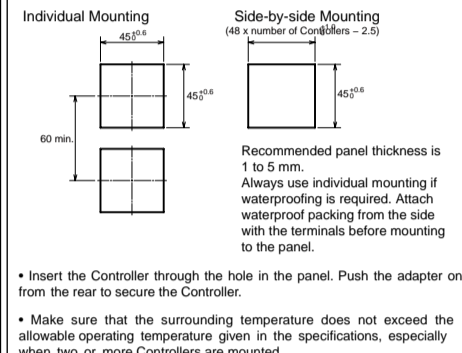 Individual Mounting
Side-by-side Mounting
(48 x number of Controllers – 2.5)
45 +0.6 0
45 +0.6 0
45 +0.6 0
60 min.
Recommended panel thickness is
1 to 5 mm.
Always use individual mounting if
waterproofing is required. Attach
waterproof packing from the side
with the terminals before mounting
to the panel.
• Insert the Controller through the hole in the panel. Push the adapter on
from the rear to secure the Controller.
• Make sure that the surrounding temperature does not exceed the
allowable operating temperature given in the specifications, especially
when two or more Controllers are mounted.